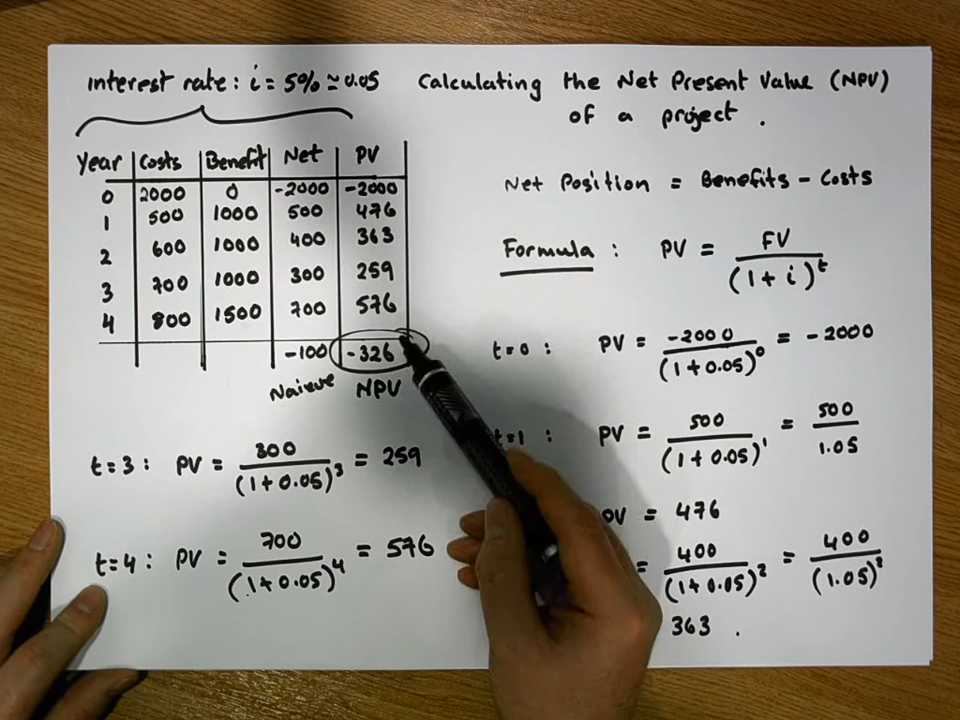 interest rate: i = 5% = 0.05
Calculating the Net Present Value (NPV)
of a project.
Year Costs Benefit Net PV
0 2000 0 -2000 -2000
1 500 1000 500 476
2 600 1000 400 363
3 700 1000 300 259
4 800 1500 700 576
-100 -326
Naieve NPV
t=3: PV = 300/(1+0.05)^3 = 259
t=4: PV = 700/(1+0.05)^4 = 576
Net Position = Benefits - Costs
Formula: PV = FV/(1+i)^t
t=0: PV = -2000/(1+0.05)^0 = -2000
t=1: PV = 500/(1+0.05)^1 = 500/1.05
PV = 476
= 400/(1+0.05)^2 = 400/(1.05)^2
363.